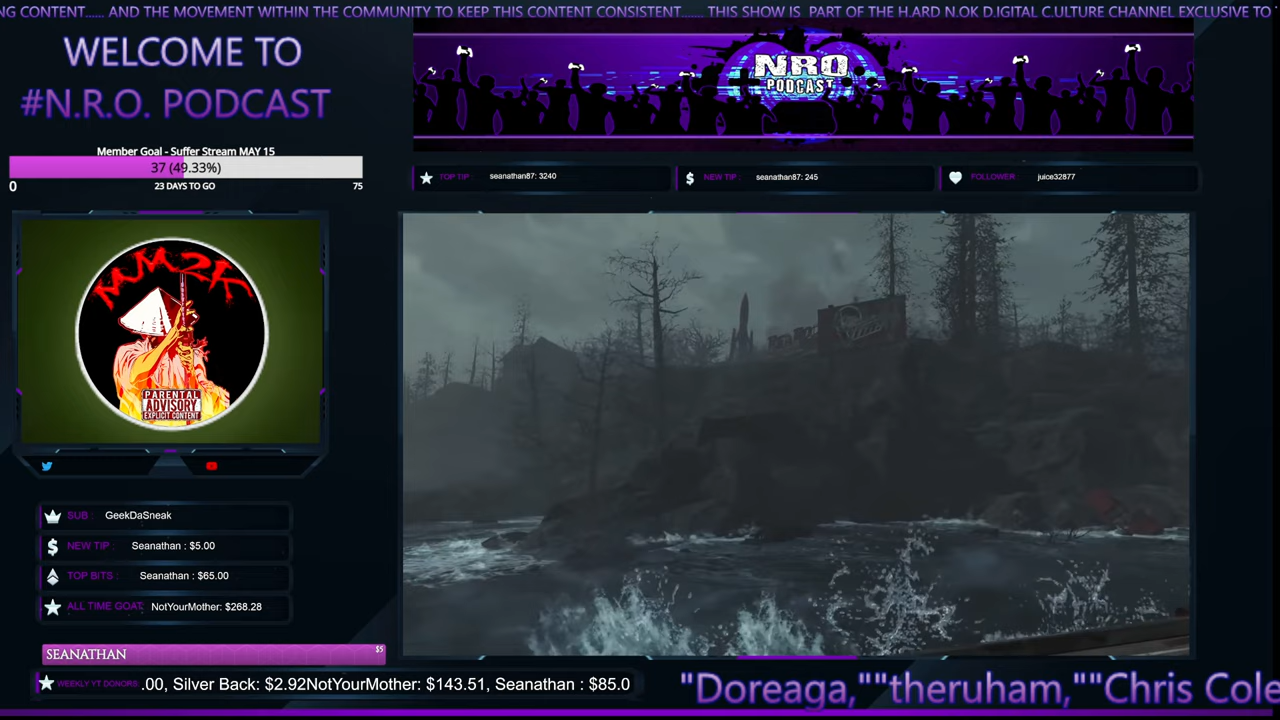 NG CONTENT....... AND THE MOVEMENT WITHIN THE COMMUNITY TO KEEP THIS CONTENT CONSISTENT....... THIS SHOW IS PART OF THE H.ARD N.OK D.IGITAL C.ULTURE CHANNEL EXCLUSIVE TO
WELCOME TO
#N.R.O. PODCAST
NRO
PODCAST
Member Goal - Suffer Stream MAY 15
37 (49.33%)
0
23 DAYS TO GO
75
TOP TIP : seanathan87: 3240
NEW TIP : seanathan87: 245
FOLLOWER : juice32877
MM2K
PARENTAL
ADVISORY
EXPLICIT CONTENT
SUB : GeekDaSneak
NEW TIP : Seanathan : $5.00
TOP BITS : Seanathan : $65.00
ALL TIME GOAT: NotYourMother: $268.28
SEANATHAN $5
WEEKLY YT DONORS: .00, Silver Back: $2.92NotYourMother: $143.51, Seanathan : $85.0
"Doreaga,""theruham,""Chris Cole